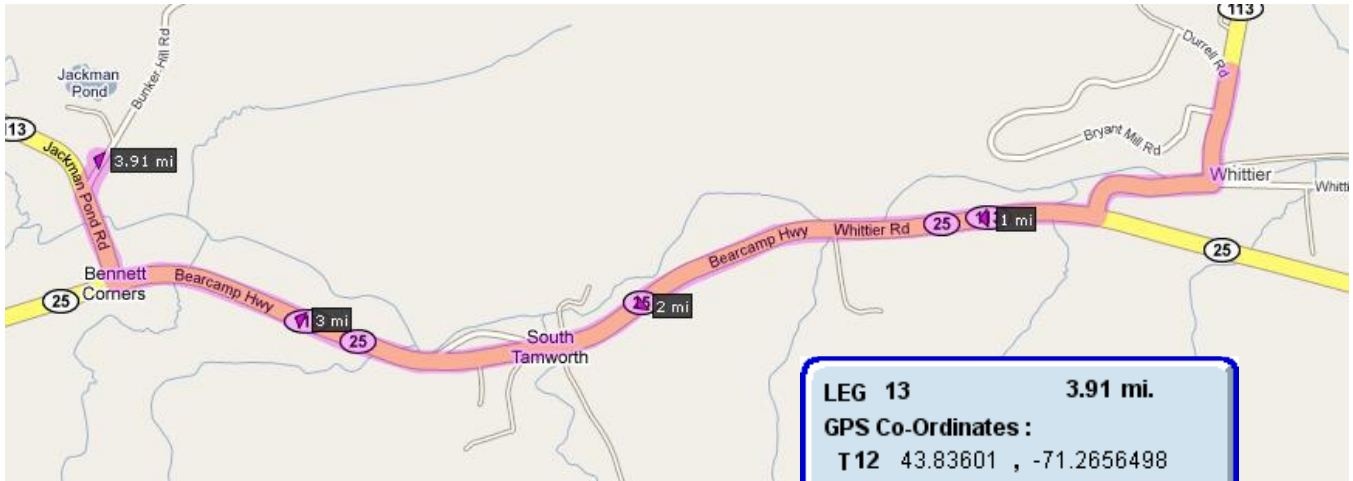 113
Durrell Rd
Bryant Mill Rd
Whittier
Jackman
Pond
Bunker Hill Rd
3.91 mi
Jackman Pond Rd
Bennett
Corners
25
Bearcamp Hwy
3 mi
25
South
Tamworth
2 mi
Bearcamp Hwy
Whittier Rd
25
1 mi
25
LEG 13 3.91 mi.
GPS Co-Ordinates :
T12 43.83601 , -71.2656498